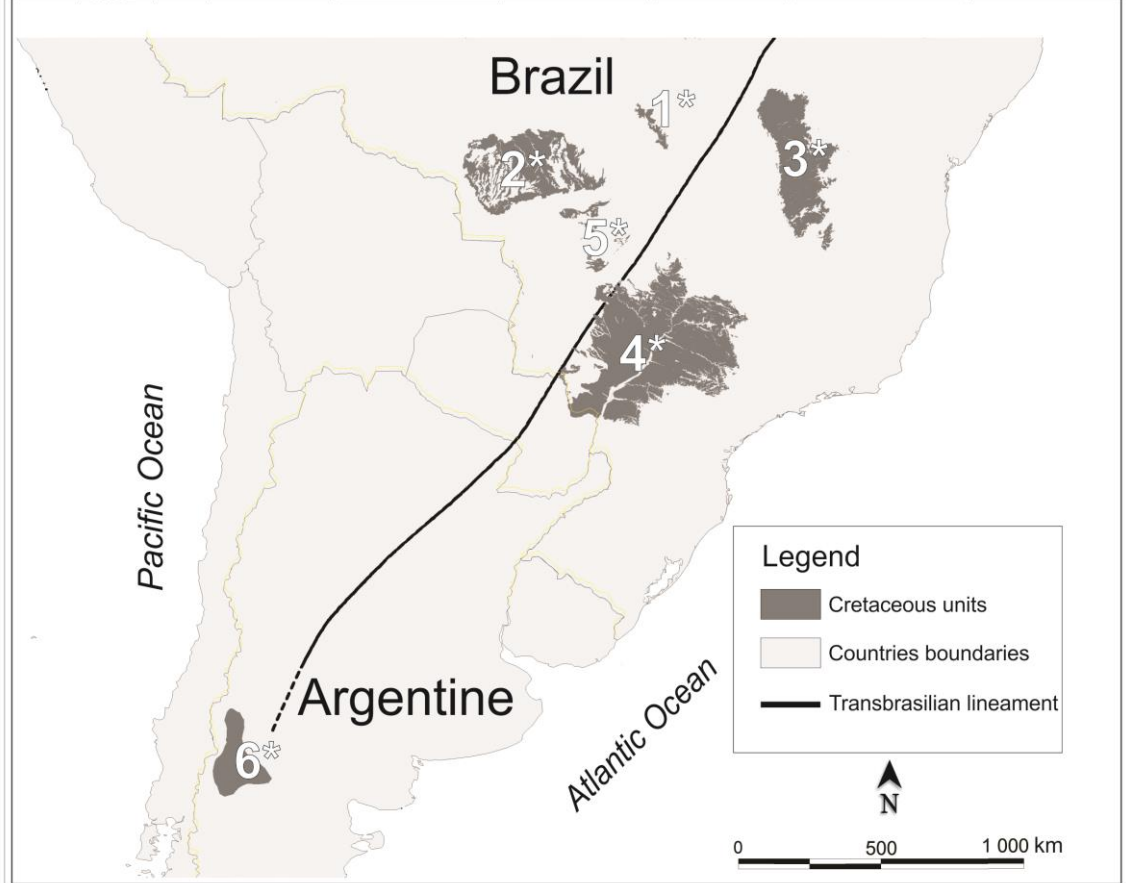 Brazil
1*
2*
3*
5*
4*
Pacific Ocean
Legend
Cretaceous units
Countries boundaries
Transbrasilian lineament
Argentine
Atlantic Ocean
6*
N
0 500 1 000 km